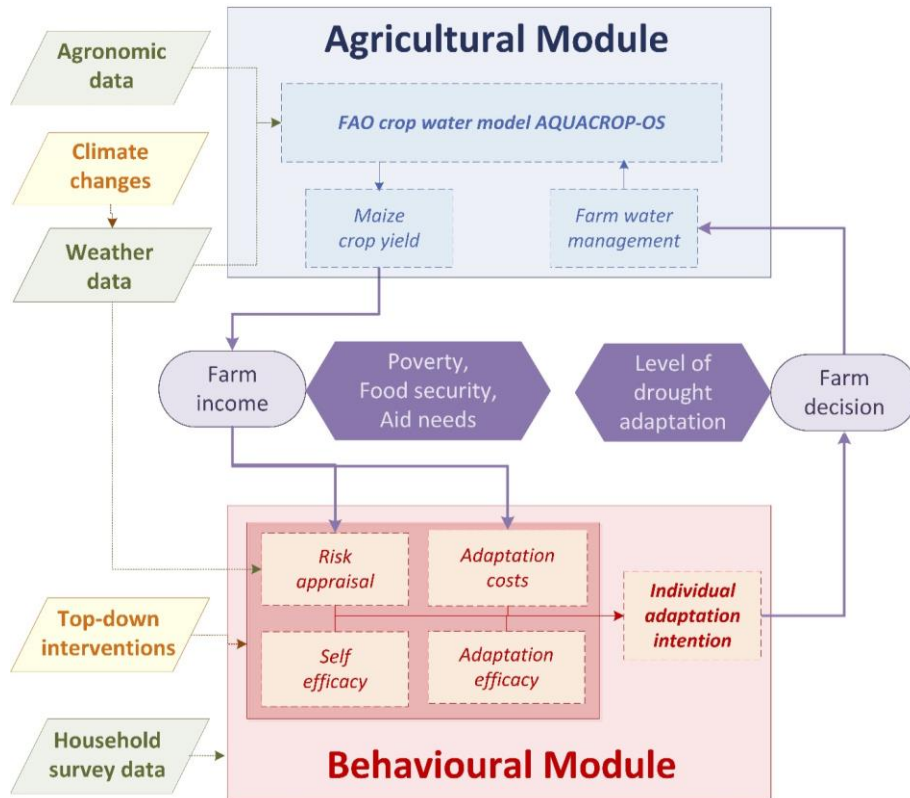 Agricultural Module
Agronomic
data
FAO crop water model AQUACROP-OS
Climate
changes
Maize
crop yield
Farm water
management
Weather
data
Farm
income
Poverty,
Food security,
Aid needs
Level of
drought
adaptation
Farm
decision
Risk
appraisal
Adaptation
costs
Individual
adaptation
intention
Top-down
interventions
Self
efficacy
Adaptation
efficacy
Household
survey data
Behavioural Module